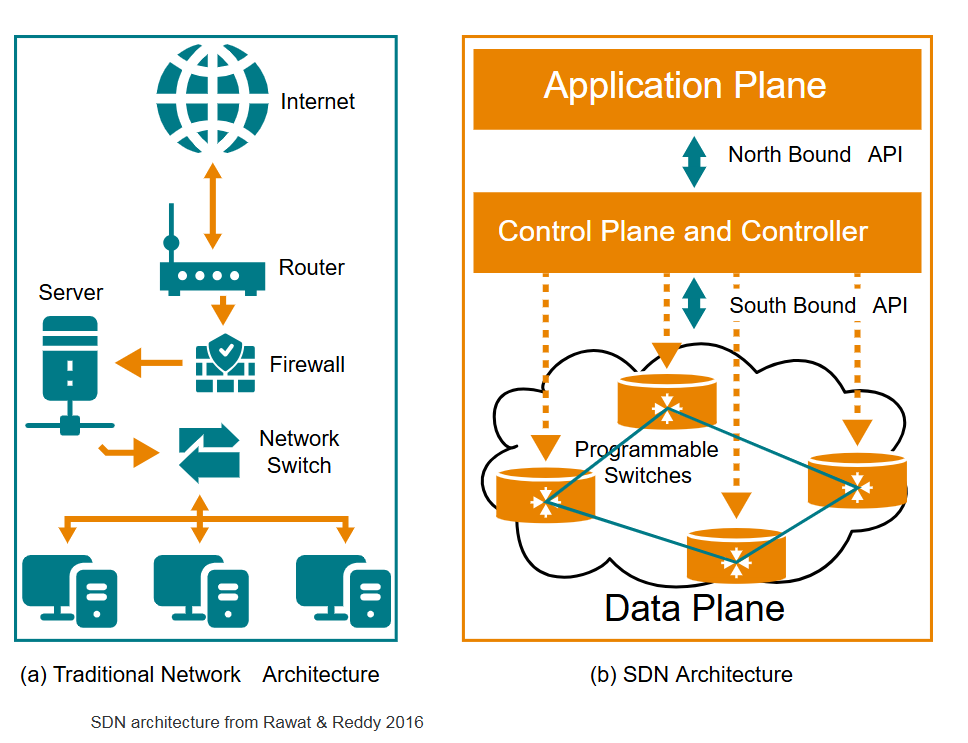 Internet
Router
Server
Firewall
Network
Switch
(a) Traditional Network Architecture
Application Plane
North Bound API
Control Plane and Controller
South Bound API
Programmable
Switches
Data Plane
(b) SDN Architecture
SDN architecture from Rawat & Reddy 2016